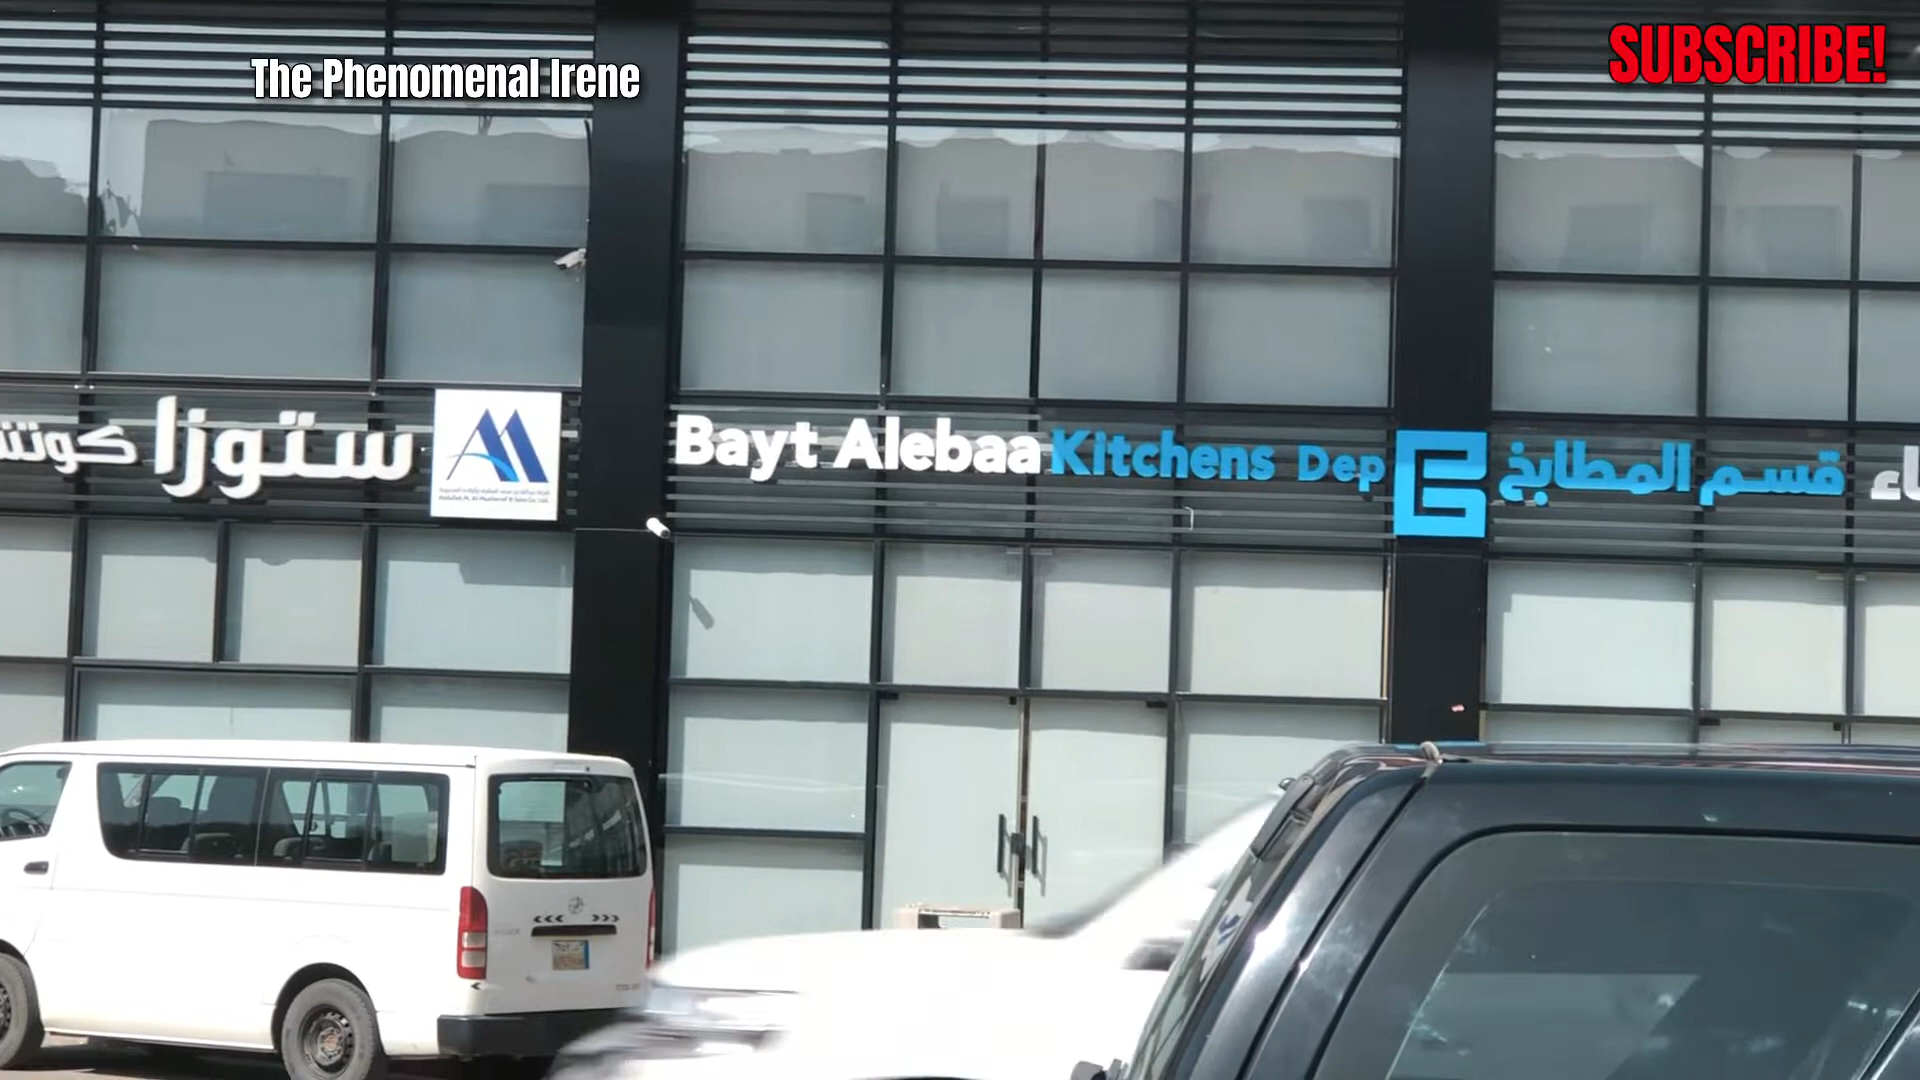 The Phenomenal Irene
SUBSCRIBE!
ستوزا
Bayt Alebaa Kitchens Dep
قسم المطابخ